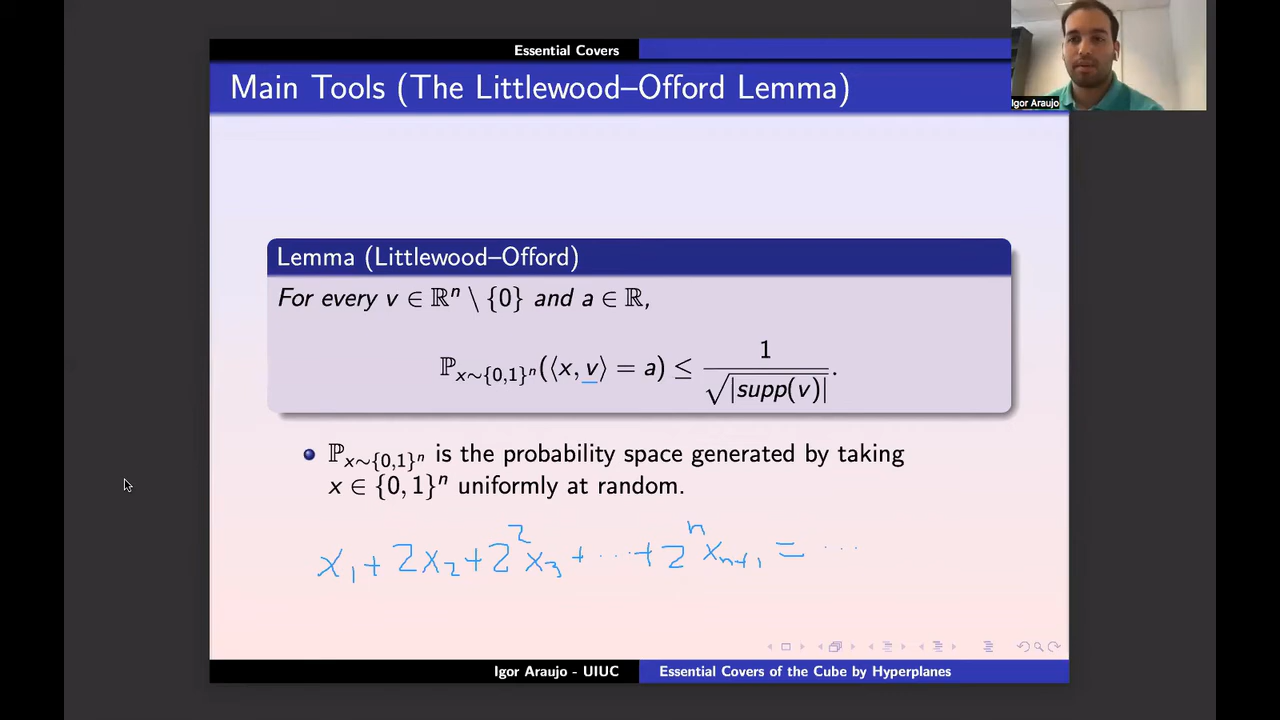 Essential Covers
Main Tools (The Littlewood–Offord Lemma)
Igor Araujo
Lemma (Littlewood–Offord)
For every v ∈ ℝⁿ \ {0} and a ∈ ℝ,
ℙ_{x∼{0,1}ⁿ}(⟨x, v⟩ = a) ≤ 1/√|supp(v)|.
ℙ_{x∼{0,1}ⁿ} is the probability space generated by taking
x ∈ {0, 1}ⁿ uniformly at random.
x₁ + 2x₂ + 2²x₃ + ··· + 2ⁿxₙ₊₁ = ···
Igor Araujo - UIUC
Essential Covers of the Cube by Hyperplanes